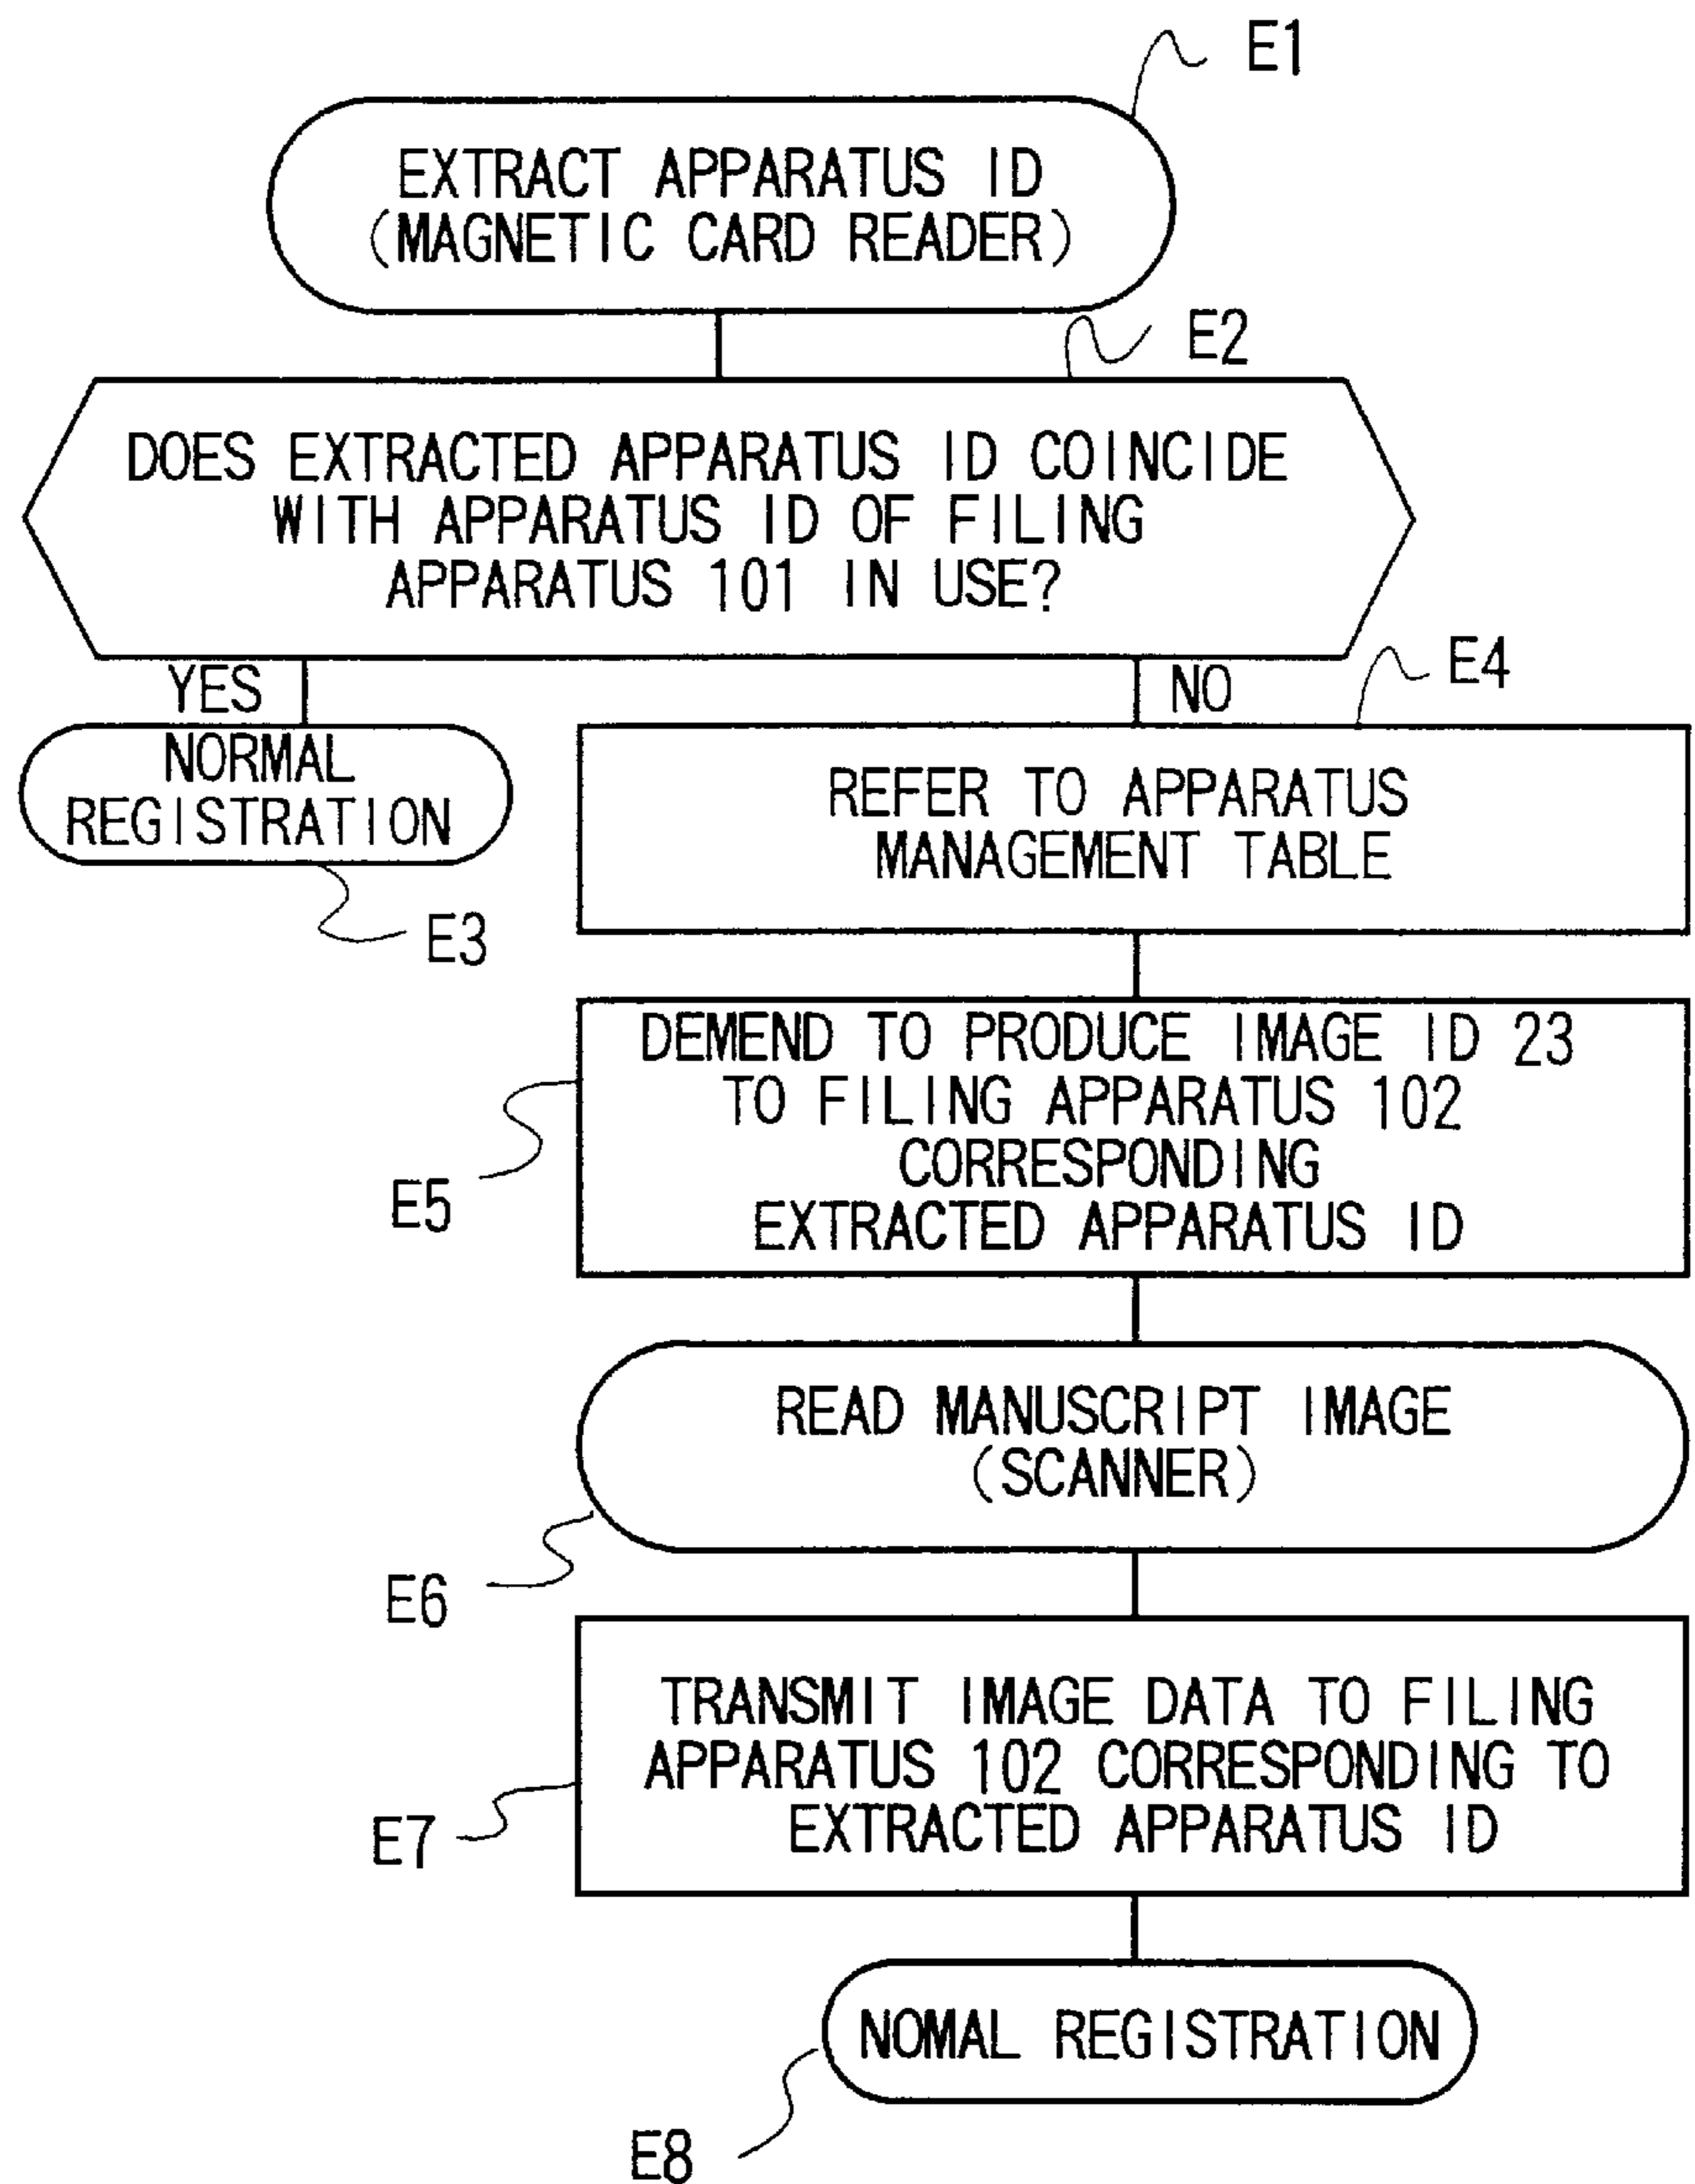 E1
EXTRACT APPARATUS ID
(MAGNETIC CARD READER)
E2
DOES EXTRACTED APPARATUS ID COINCIDE
WITH APPARATUS ID OF FILING
APPARATUS 101 IN USE?
YES
NO
E4
NORMAL
REGISTRATION
E3
REFER TO APPARATUS
MANAGEMENT TABLE
DEMEND TO PRODUCE IMAGE ID 23
TO FILING APPARATUS 102
CORRESPONDING
EXTRACTED APPARATUS ID
E5
READ MANUSCRIPT IMAGE
(SCANNER)
E6
TRANSMIT IMAGE DATA TO FILING
APPARATUS 102 CORRESPONDING TO
EXTRACTED APPARATUS ID
E7
NOMAL REGISTRATION
E8